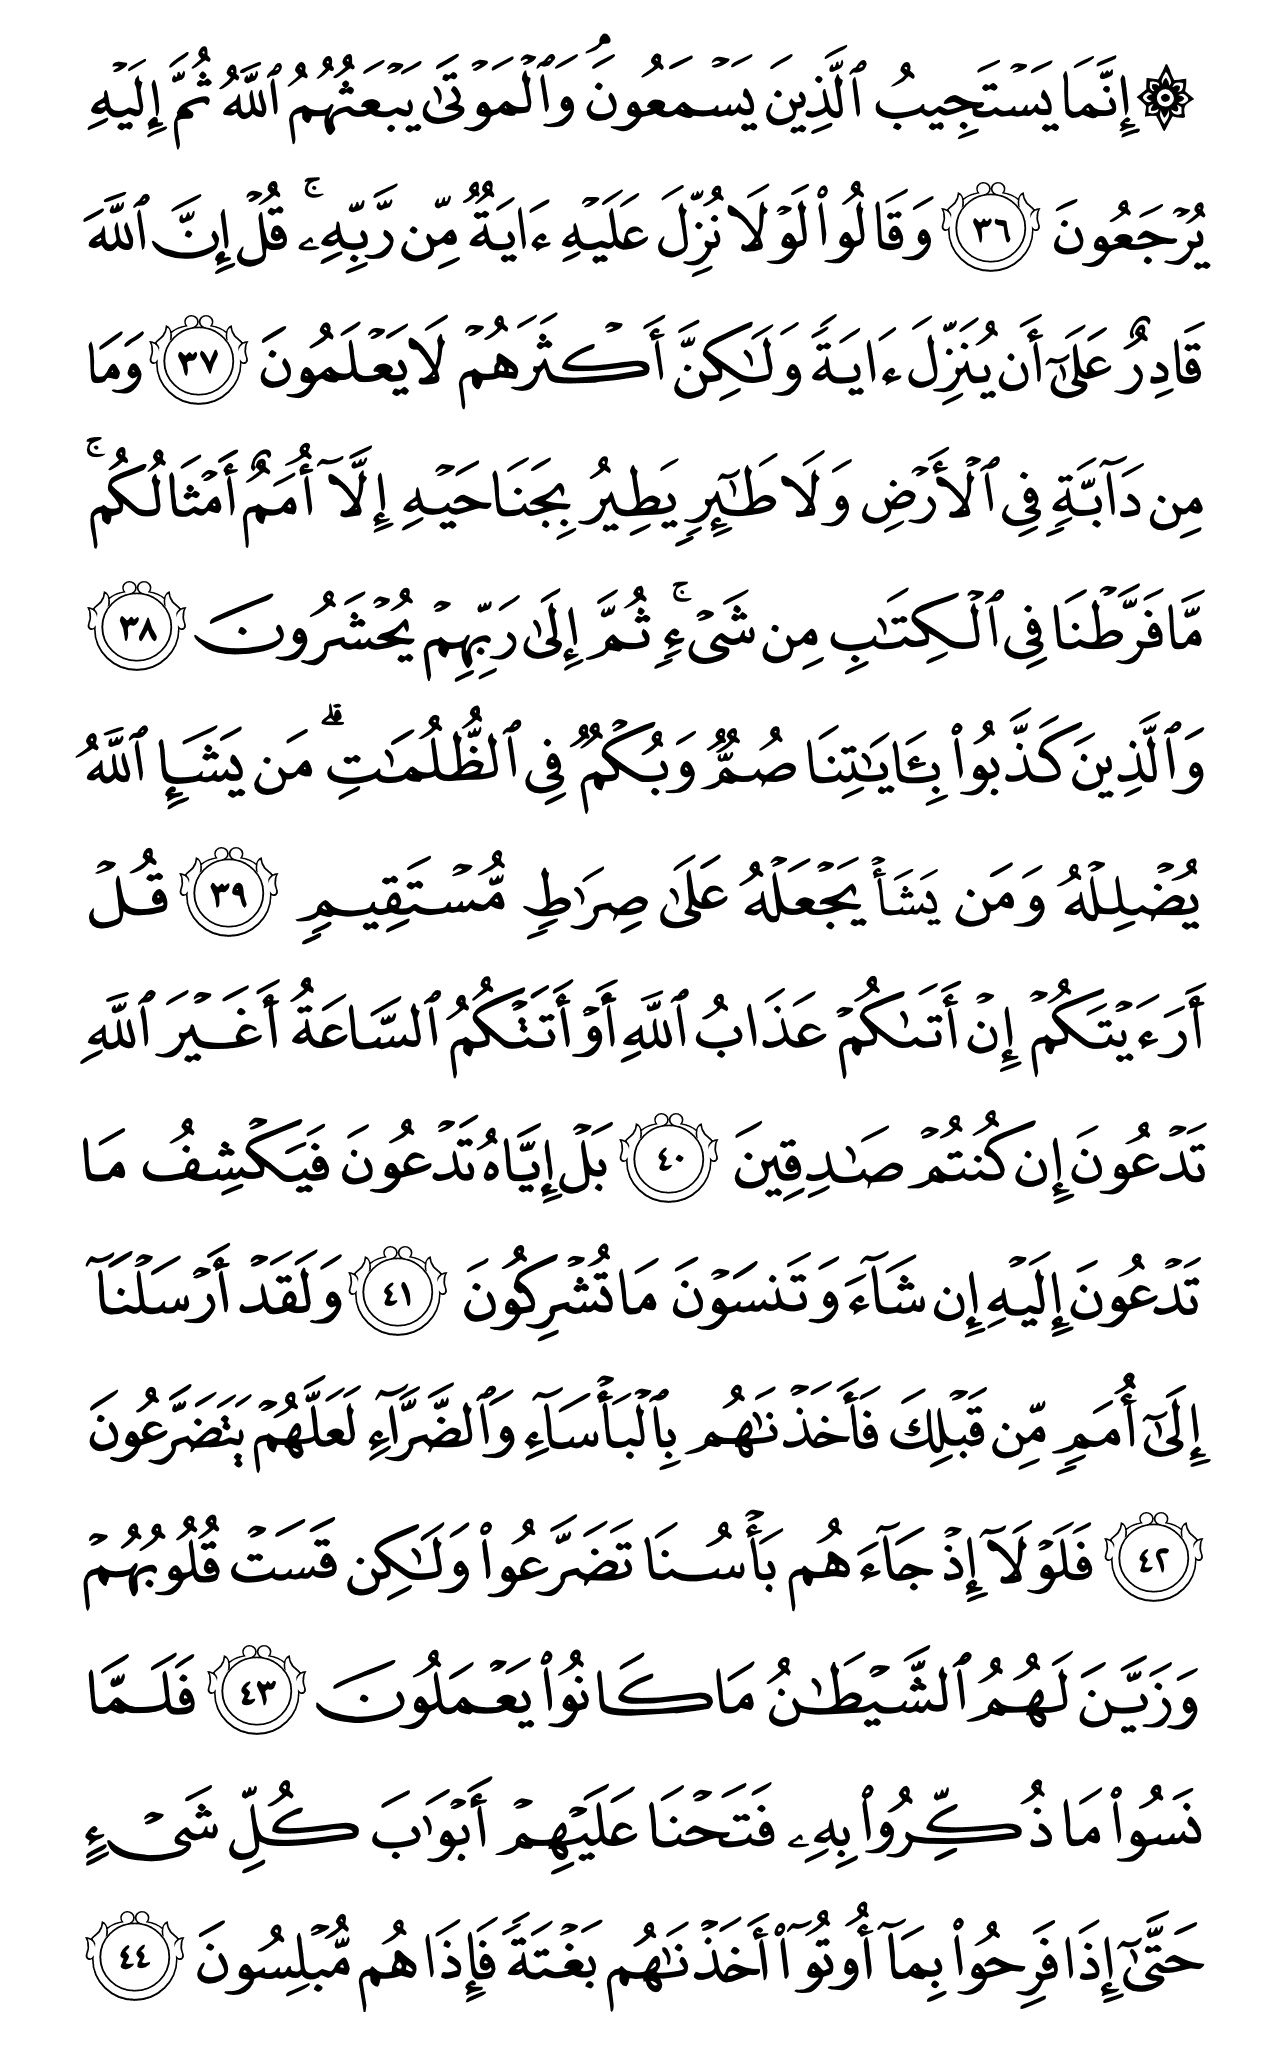 ۞ إِنَّمَا يَسۡتَجِيبُ ٱلَّذِينَ يَسۡمَعُونَۘ وَٱلۡمَوۡتَىٰ يَبۡعَثُهُمُ ٱللَّهُ ثُمَّ إِلَيۡهِ
يُرۡجَعُونَ ٣٦ وَقَالُواْ لَوۡلَا نُزِّلَ عَلَيۡهِ ءَايَةٞ مِّن رَّبِّهِۦۚ قُلۡ إِنَّ ٱللَّهَ
قَادِرٌ عَلَىٰٓ أَن يُنَزِّلَ ءَايَةٗ وَلَٰكِنَّ أَكۡثَرَهُمۡ لَا يَعۡلَمُونَ ٣٧ وَمَا
مِن دَآبَّةٖ فِي ٱلۡأَرۡضِ وَلَا طَٰٓئِرٖ يَطِيرُ بِجَنَاحَيۡهِ إِلَّآ أُمَمٌ أَمۡثَالُكُمۚ
مَّا فَرَّطۡنَا فِي ٱلۡكِتَٰبِ مِن شَيۡءٖۚ ثُمَّ إِلَىٰ رَبِّهِمۡ يُحۡشَرُونَ ٣٨
وَٱلَّذِينَ كَذَّبُواْ بِـَٔايَٰتِنَا صُمّٞ وَبُكۡمٞ فِي ٱلظُّلُمَٰتِۗ مَن يَشَإِ ٱللَّهُ
يُضۡلِلۡهُ وَمَن يَشَأۡ يَجۡعَلۡهُ عَلَىٰ صِرَٰطٖ مُّسۡتَقِيمٖ ٣٩ قُلۡ
أَرَءَيۡتَكُمۡ إِنۡ أَتَىٰكُمۡ عَذَابُ ٱللَّهِ أَوۡ أَتَتۡكُمُ ٱلسَّاعَةُ أَغَيۡرَ ٱللَّهِ
تَدۡعُونَ إِن كُنتُمۡ صَٰدِقِينَ ٤٠ بَلۡ إِيَّاهُ تَدۡعُونَ فَيَكۡشِفُ مَا
تَدۡعُونَ إِلَيۡهِ إِن شَآءَ وَتَنسَوۡنَ مَا تُشۡرِكُونَ ٤١ وَلَقَدۡ أَرۡسَلۡنَآ
إِلَىٰٓ أُمَمٖ مِّن قَبۡلِكَ فَأَخَذۡنَٰهُم بِٱلۡبَأۡسَآءِ وَٱلضَّرَّآءِ لَعَلَّهُمۡ يَتَضَرَّعُونَ
٤٢ فَلَوۡلَآ إِذۡ جَآءَهُم بَأۡسُنَا تَضَرَّعُواْ وَلَٰكِن قَسَتۡ قُلُوبُهُمۡ
وَزَيَّنَ لَهُمُ ٱلشَّيۡطَٰنُ مَا كَانُواْ يَعۡمَلُونَ ٤٣ فَلَمَّا
نَسُواْ مَا ذُكِّرُواْ بِهِۦ فَتَحۡنَا عَلَيۡهِمۡ أَبۡوَٰبَ كُلِّ شَيۡءٍ
حَتَّىٰٓ إِذَا فَرِحُواْ بِمَآ أُوتُوٓاْ أَخَذۡنَٰهُم بَغۡتَةٗ فَإِذَا هُم مُّبۡلِسُونَ ٤٤